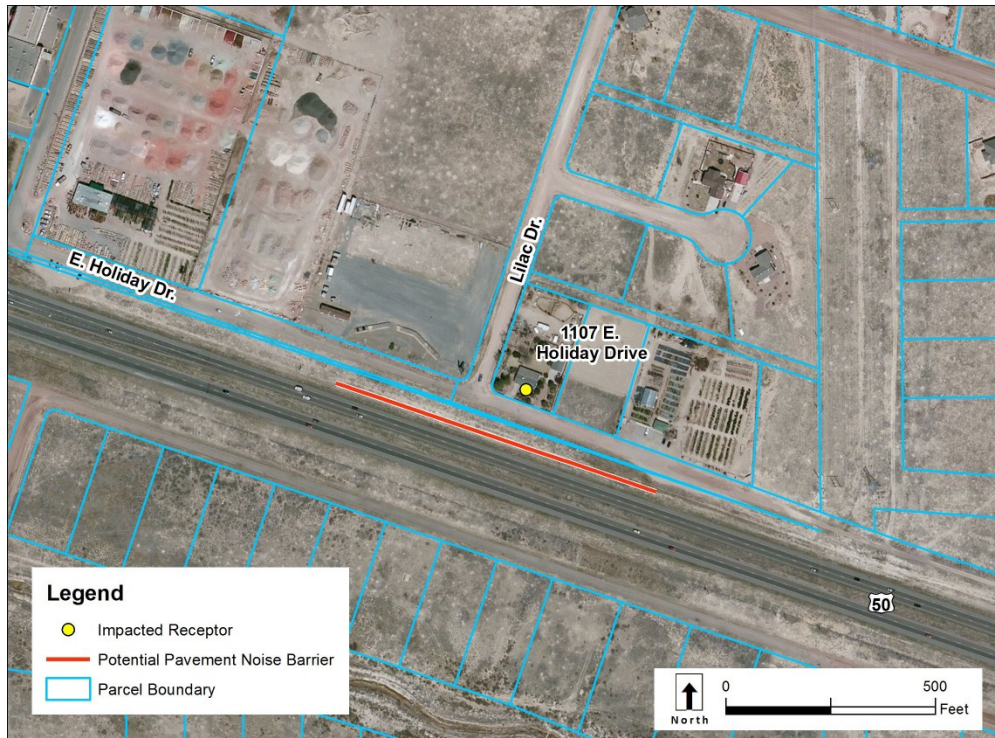 E. Holiday Dr.
Lilac Dr.
1107 E.
Holiday Drive
50
Legend
Impacted Receptor
Potential Pavement Noise Barrier
Parcel Boundary
North
0 500
Feet